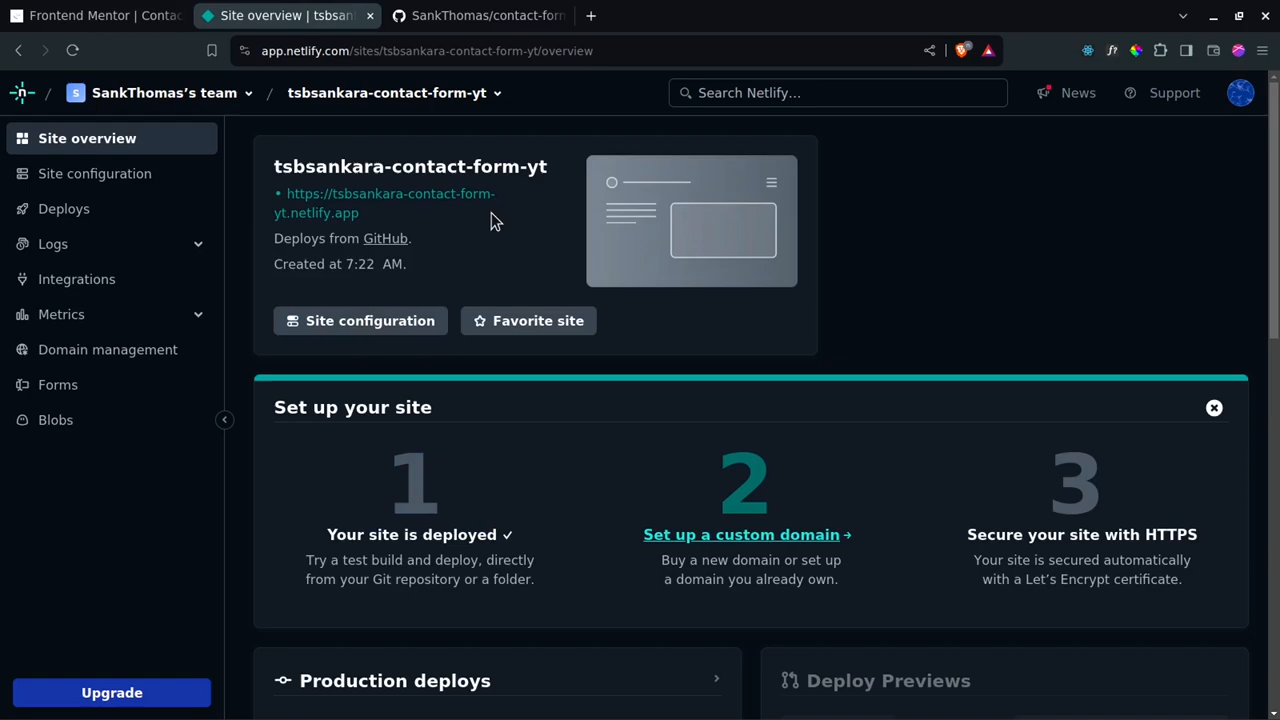 Frontend Mentor | Contac
Site overview | tsbsan
SankThomas/contact-form
app.netlify.com/sites/tsbsankara-contact-form-yt/overview
/ S SankThomas's team / tsbsankara-contact-form-yt
Search Netlify…
News
Support
Site overview
Site configuration
Deploys
Logs
Integrations
Metrics
Domain management
Forms
Blobs
Upgrade
tsbsankara-contact-form-yt
• https://tsbsankara-contact-form-
yt.netlify.app
Deploys from GitHub.
Created at 7:22 AM.
Site configuration
Favorite site
Set up your site
1
Your site is deployed ✓
Try a test build and deploy, directly
from your Git repository or a folder.
2
Set up a custom domain →
Buy a new domain or set up
a domain you already own.
3
Secure your site with HTTPS
Your site is secured automatically
with a Let's Encrypt certificate.
Production deploys
Deploy Previews